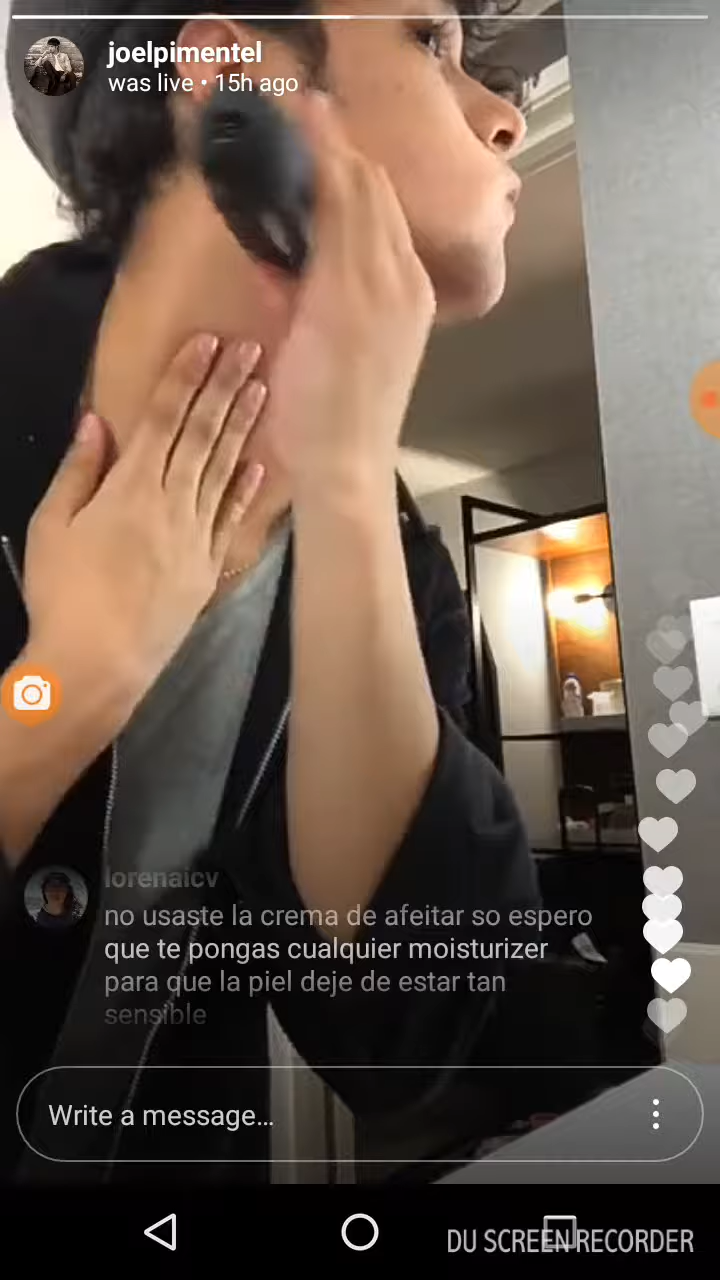 joelpimentel
was live • 15h ago
lorenaicv
no usaste la crema de afeitar so espero
que te pongas cualquier moisturizer
para que la piel deje de estar tan
sensible
Write a message...
DU SCREEN RECORDER